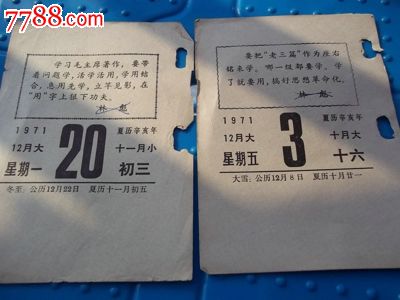 7788.com
学习毛主席著作，要带
着问题学，活学活用，学用结
合，急用先学，立竿见影，在
“用”字上狠下功夫。
林彪
1971
夏历辛亥年
12月大
20
十一月小
星期一
初三
冬至：公历12月22日 夏历十一月初五
要把“老三篇”作为座右
铭来学。哪一级都要学。学
了就要用，搞好思想革命化。
林彪
1971
夏历辛亥年
12月大
3
十月大
星期五
十六
大雪：公历12月8日 夏历十月廿一